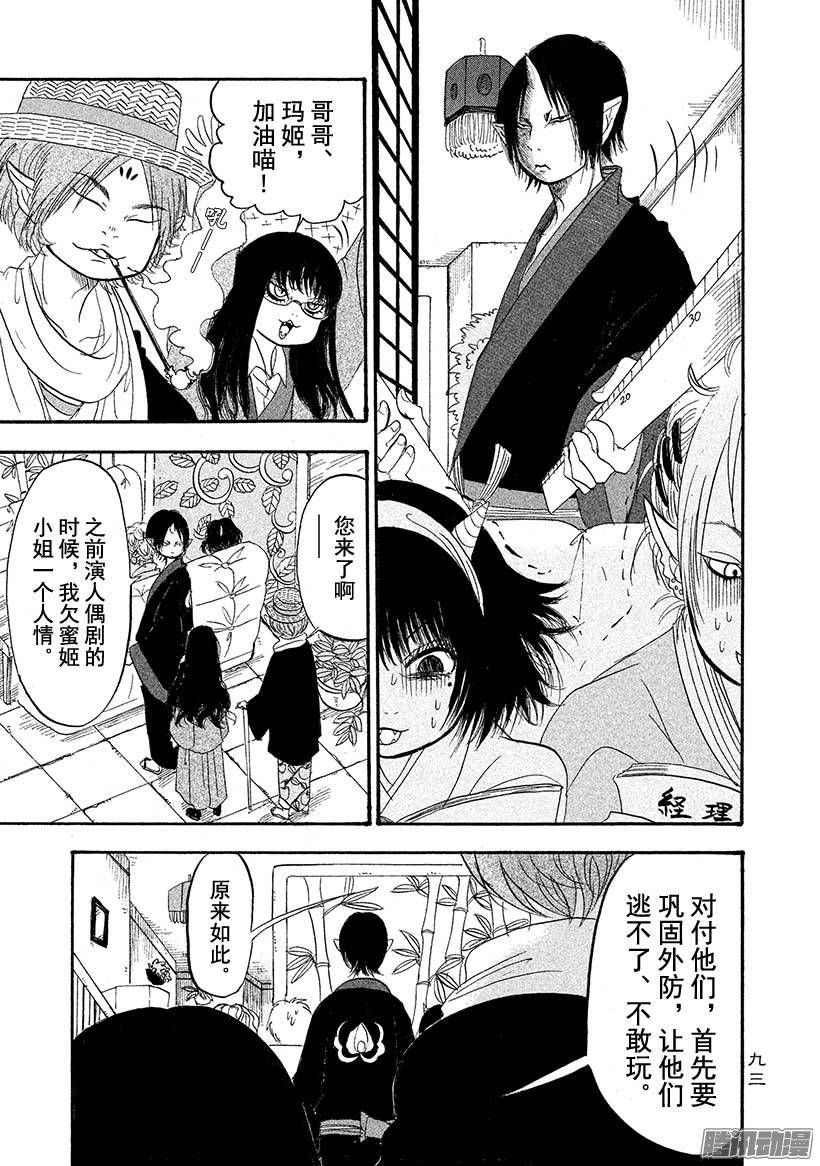 30
20
経理
哥哥、
玛姬，
加油喵！
吼——
您来了啊
——
之前演人偶剧的
时候，我欠蜜姬
小姐一个人情。
对付他们，首先要
巩固外防，让他们
逃不了、不敢玩。
原来如此。
九三
腾讯动漫